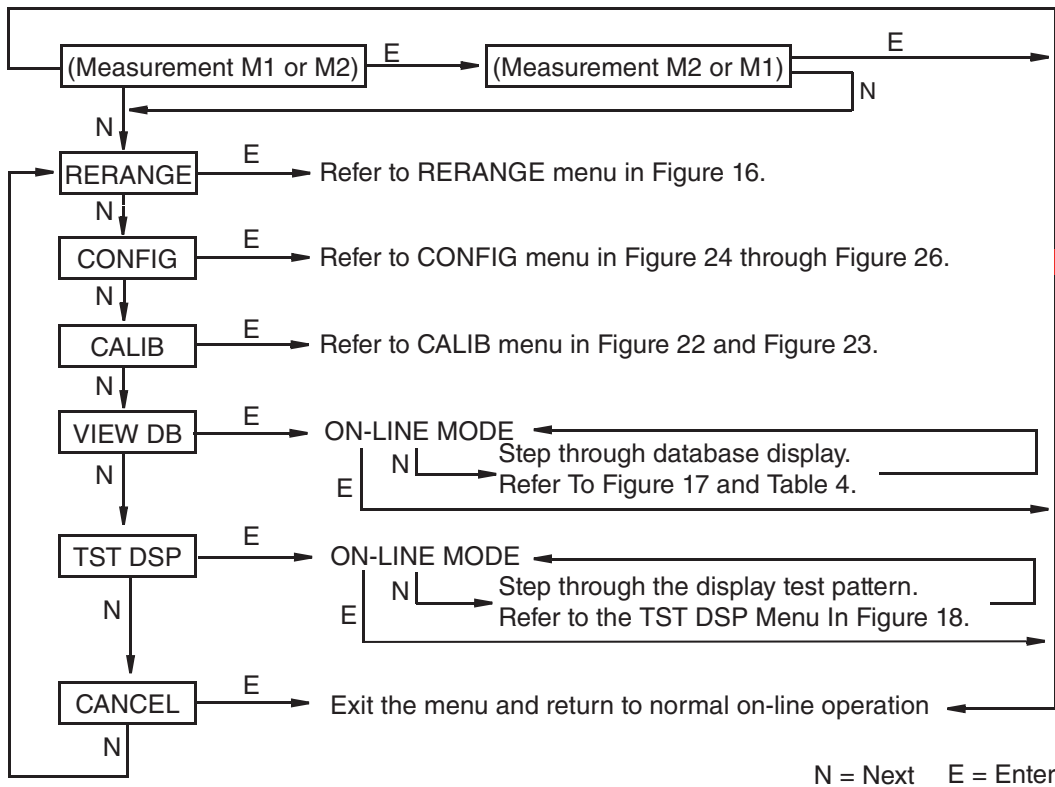 E
(Measurement M1 or M2) E (Measurement M2 or M1)
N
N
RERANGE E Refer to RERANGE menu in Figure 16.
N
CONFIG E Refer to CONFIG menu in Figure 24 through Figure 26.
N
CALIB E Refer to CALIB menu in Figure 22 and Figure 23.
N
VIEW DB E ON-LINE MODE
N Step through database display.
N E Refer To Figure 17 and Table 4.
TST DSP E ON-LINE MODE
N Step through the display test pattern.
N E Refer to the TST DSP Menu In Figure 18.
CANCEL E Exit the menu and return to normal on-line operation
N
N = Next E = Enter